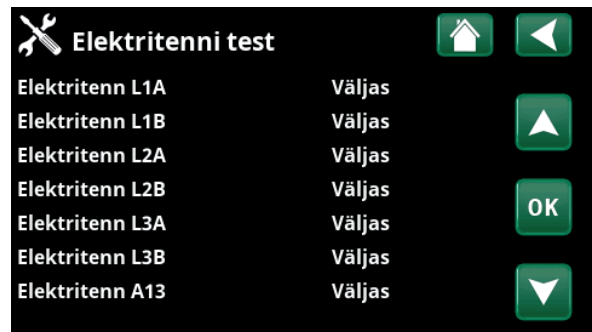 Elektritenni test
Elektritenn L1A Väljas
Elektritenn L1B Väljas
Elektritenn L2A Väljas
Elektritenn L2B Väljas
Elektritenn L3A Väljas
Elektritenn L3B Väljas
Elektritenn A13 Väljas
OK